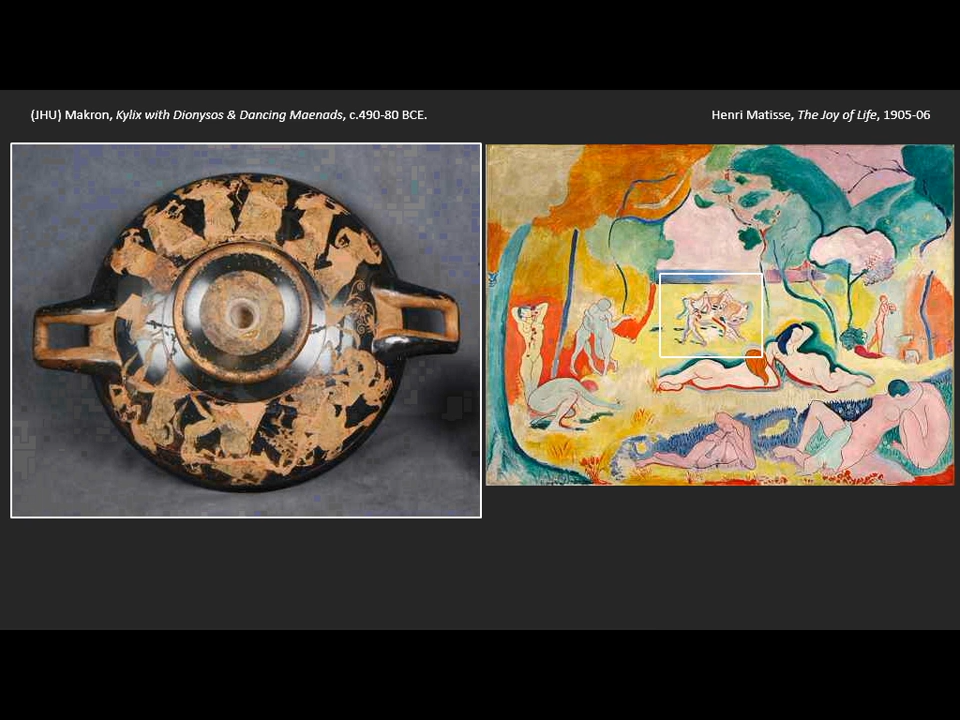 (JHU) Makron, Kylix with Dionysos & Dancing Maenads, c.490-80 BCE.
Henri Matisse, The Joy of Life, 1905-06